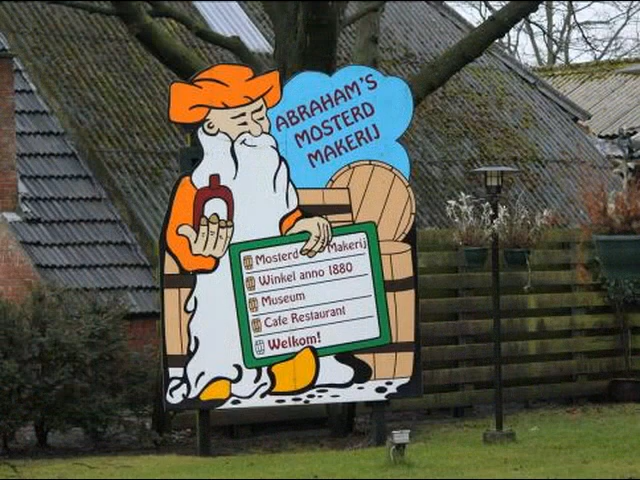 ABRAHAM'S
MOSTERD
MAKERIJ
Mosterd Makerij
Winkel anno 1880
Museum
Cafe Restaurant
Welkom!